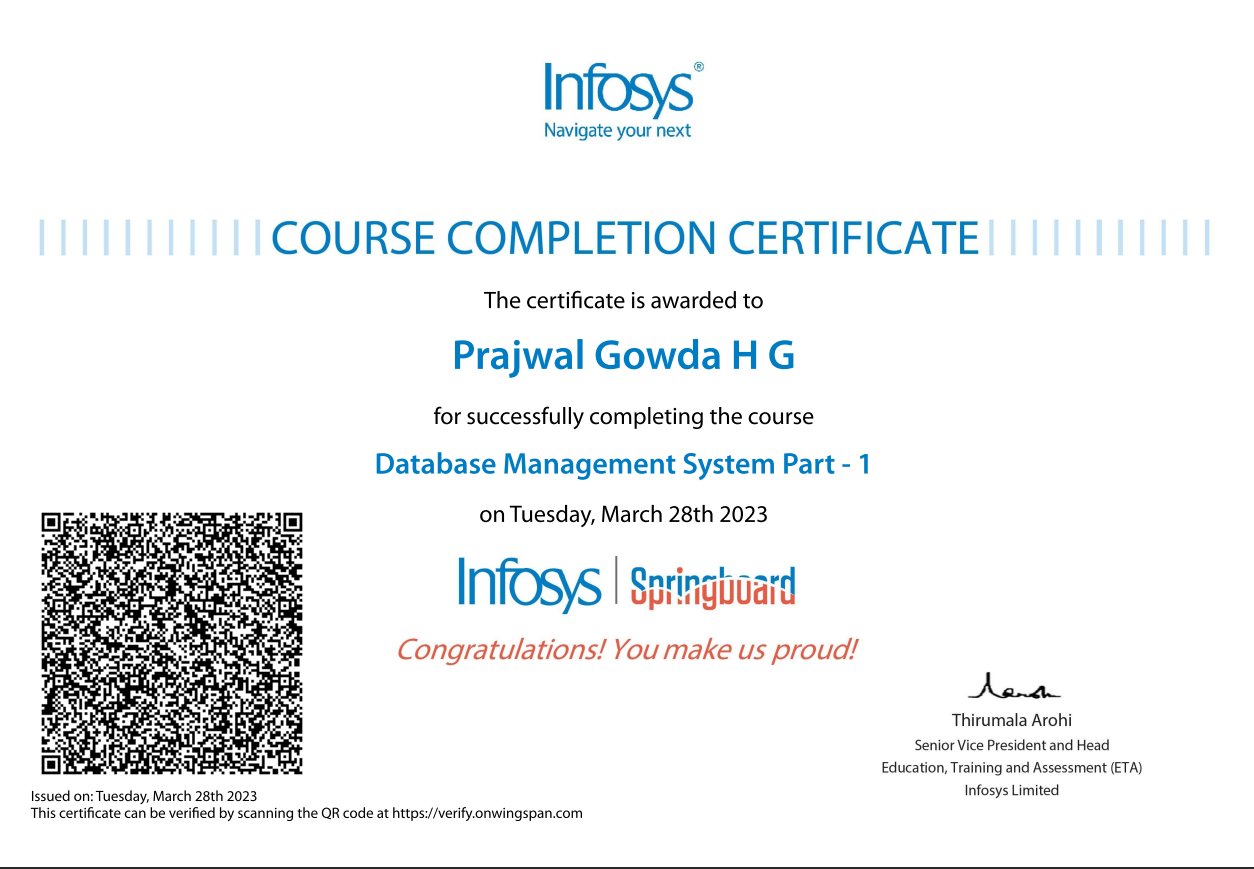 Infosys®
Navigate your next
COURSE COMPLETION CERTIFICATE
The certificate is awarded to
Prajwal Gowda H G
for successfully completing the course
Database Management System Part - 1
on Tuesday, March 28th 2023
Infosys | Springboard
Congratulations! You make us proud!
Thirumala Arohi
Senior Vice President and Head
Education, Training and Assessment (ETA)
Infosys Limited
Issued on: Tuesday, March 28th 2023
This certificate can be verified by scanning the QR code at https://verify.onwingspan.com